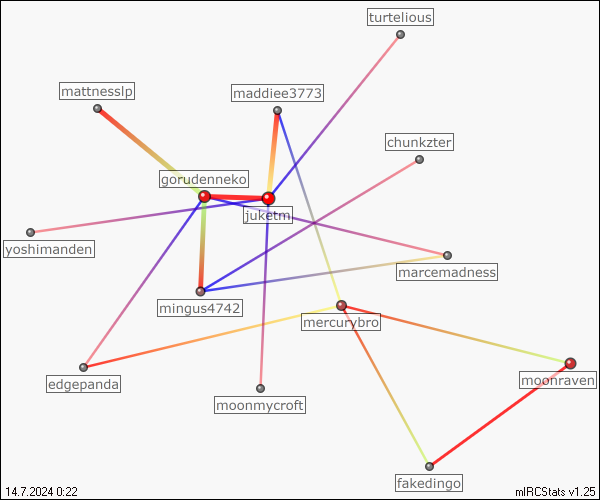 turtelious
mattnesslp
maddiee3773
chunkzter
gorudenneko
juketm
yoshimanden
marcemadness
mingus4742
mercurybro
edgepanda
moonraven
moonmycroft
fakedingo
14.7.2024 0:22
mIRCStats v1.25